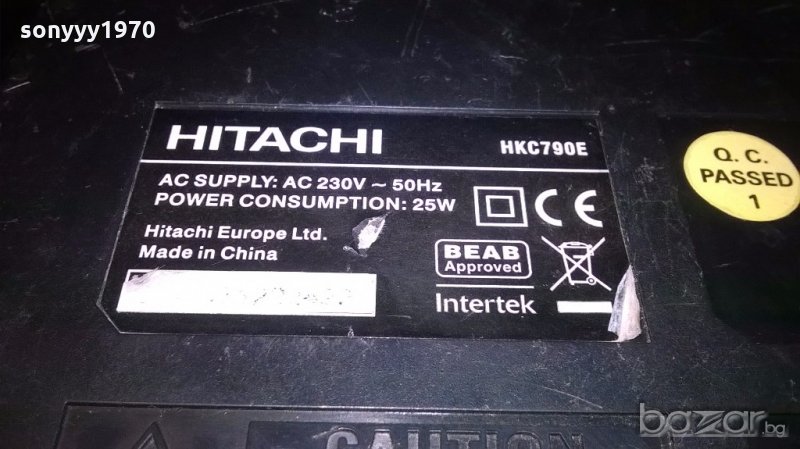 sonyyy1970
HITACHI HKC790E
AC SUPPLY: AC 230V ~ 50Hz
POWER CONSUMPTION: 25W
Hitachi Europe Ltd.
Made in China
BEAB
Approved
Intertek
CE
Q. C.
PASSED
1
CAUTION
bazar.bg